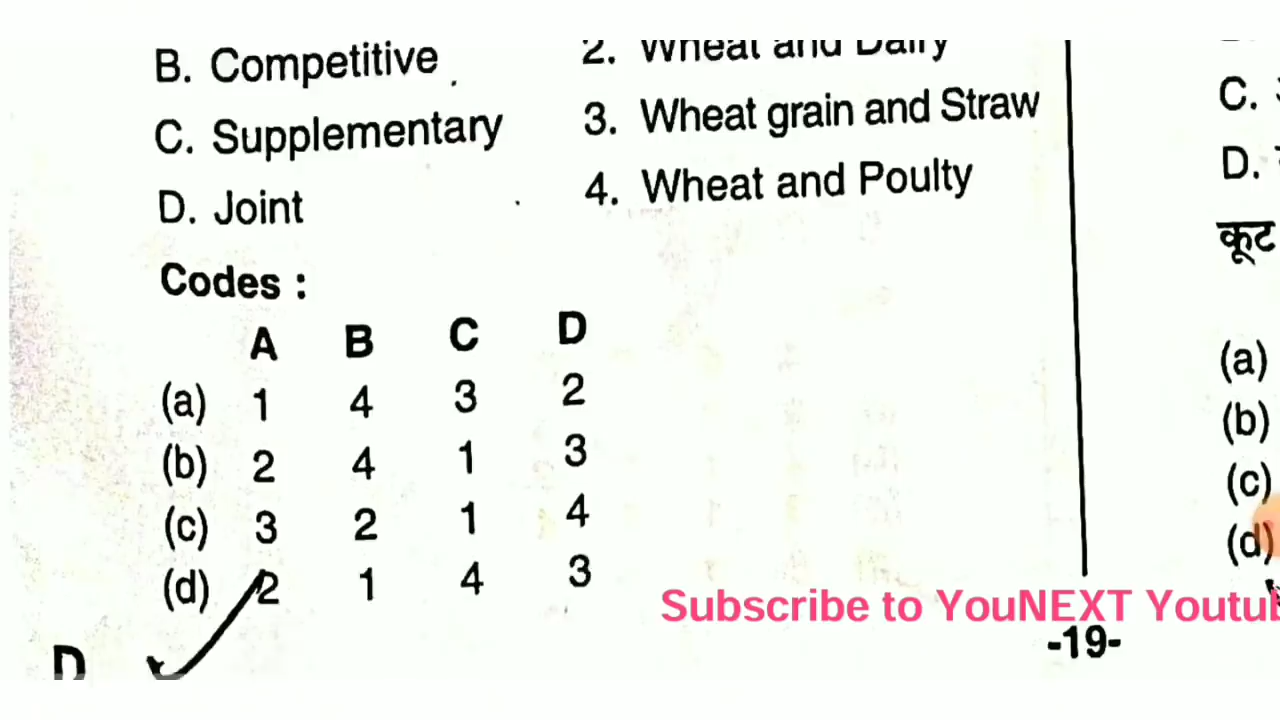 B. Competitive
2. Wheat and Dairy
C. Supplementary
3. Wheat grain and Straw
D. Joint
4. Wheat and Poulty
Codes :
A B C D
(a) 1 4 3 2
(b) 2 4 1 3
(c) 3 2 1 4
(d) 2 1 4 3
D
-19-
Subscribe to YouNEXT
C.
D.
कूट
(a)
(b)
(c)
(d)